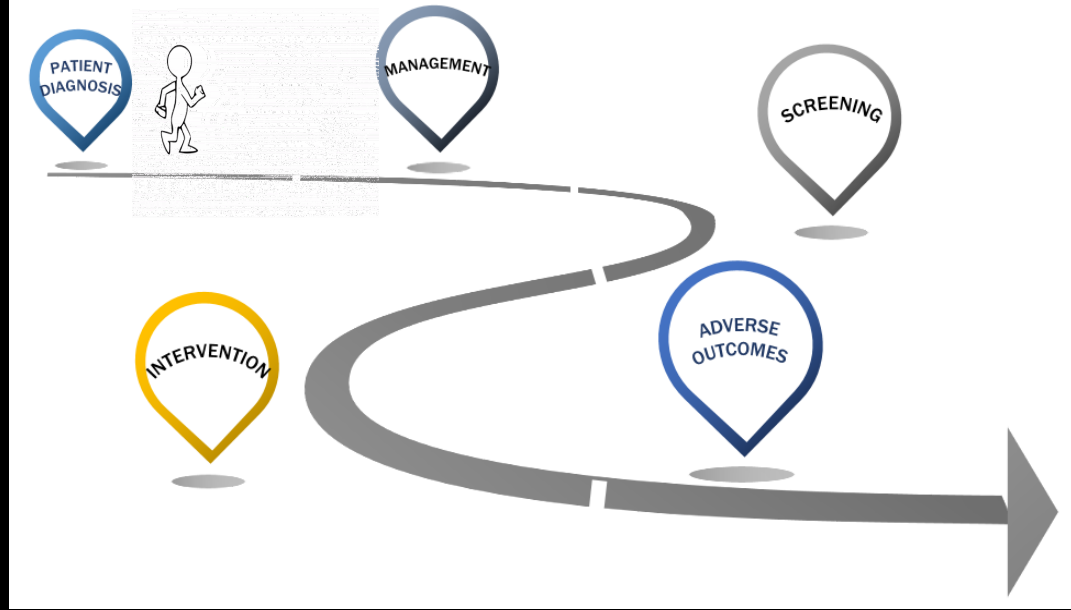 PATIENT
DIAGNOSIS
MANAGEMENT
SCREENING
INTERVENTION
ADVERSE
OUTCOMES